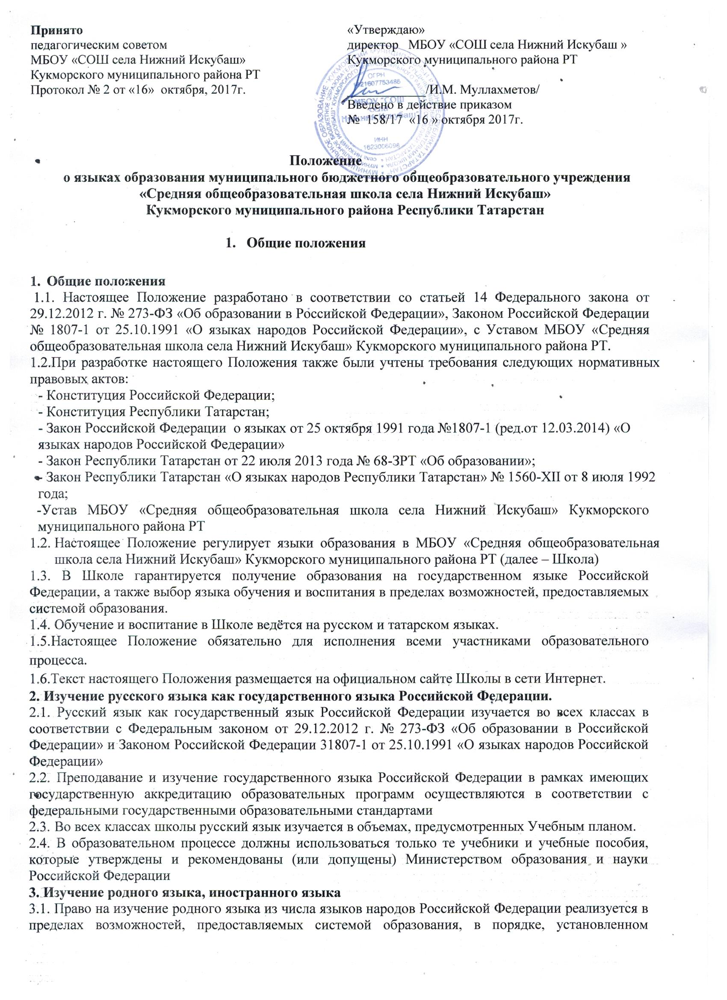 Принято
педагогическим советом
МБОУ «СОШ села Нижний Искубаш»
Кукморского муниципального района РТ
Протокол № 2 от «16»  октября, 2017г.
«Утверждаю»
директор   МБОУ «СОШ села Нижний Искубаш »
Кукморского муниципального района РТ
____________/И.М. Муллахметов/
Введено в действие приказом
№  158/17  «16 » октября 2017г.
ОГРН
1021607753485
МБОУ "СОШ
села
Нижний Искубаш"
ИНН
1623006098
Положение
о языках образования муниципального бюджетного общеобразовательного учреждения
«Средняя общеобразовательная школа села Нижний Искубаш»
Кукморского муниципального района Республики Татарстан
1.   Общие положения
1.  Общие положения
1.1. Настоящее Положение разработано в соответствии со статьей 14 Федерального закона от
29.12.2012 г. № 273-ФЗ «Об образовании в Российской Федерации», Законом Российской Федерации
№ 1807-1 от 25.10.1991 «О языках народов Российской Федерации», с Уставом МБОУ «Средняя
общеобразовательная школа села Нижний Искубаш» Кукморского муниципального района РТ.
1.2.При разработке настоящего Положения также были учтены требования следующих нормативных
правовых актов:
- Конституция Российской Федерации;
- Конституция Республики Татарстан;
- Закон Российской Федерации  о языках от 25 октября 1991 года №1807-1 (ред.от 12.03.2014) «О
языках народов Российской Федерации»
- Закон Республики Татарстан от 22 июля 2013 года № 68-ЗРТ «Об образовании»;
- Закон Республики Татарстан «О языках народов Республики Татарстан» № 1560-XII от 8 июля 1992
года;
-Устав МБОУ «Средняя общеобразовательная школа села Нижний Искубаш» Кукморского
муниципального района РТ
1.2. Настоящее Положение регулирует языки образования в МБОУ «Средняя общеобразовательная
школа села Нижний Искубаш» Кукморского муниципального района РТ (далее – Школа)
1.3. В Школе гарантируется получение образования на государственном языке Российской
Федерации, а также выбор языка обучения и воспитания в пределах возможностей, предоставляемых
системой образования.
1.4. Обучение и воспитание в Школе ведётся на русском и татарском языках.
1.5.Настоящее Положение обязательно для исполнения всеми участниками образовательного
процесса.
1.6.Текст настоящего Положения размещается на официальном сайте Школы в сети Интернет.
2. Изучение русского языка как государственного языка Российской Федерации.
2.1. Русский язык как государственный язык Российской Федерации изучается во всех классах в
соответствии с Федеральным законом от 29.12.2012 г. № 273-ФЗ «Об образовании в Российской
Федерации» и Законом Российской Федерации 31807-1 от 25.10.1991 «О языках народов Российской
Федерации»
2.2. Преподавание и изучение государственного языка Российской Федерации в рамках имеющих
государственную аккредитацию образовательных программ осуществляются в соответствии с
федеральными государственными образовательными стандартами
2.3. Во всех классах школы русский язык изучается в объемах, предусмотренных Учебным планом.
2.4. В образовательном процессе должны использоваться только те учебники и учебные пособия,
которые утверждены и рекомендованы (или допущены) Министерством образования и науки
Российской Федерации
3. Изучение родного языка, иностранного языка
3.1. Право на изучение родного языка из числа языков народов Российской Федерации реализуется в
пределах возможностей, предоставляемых системой образования, в порядке, установленном